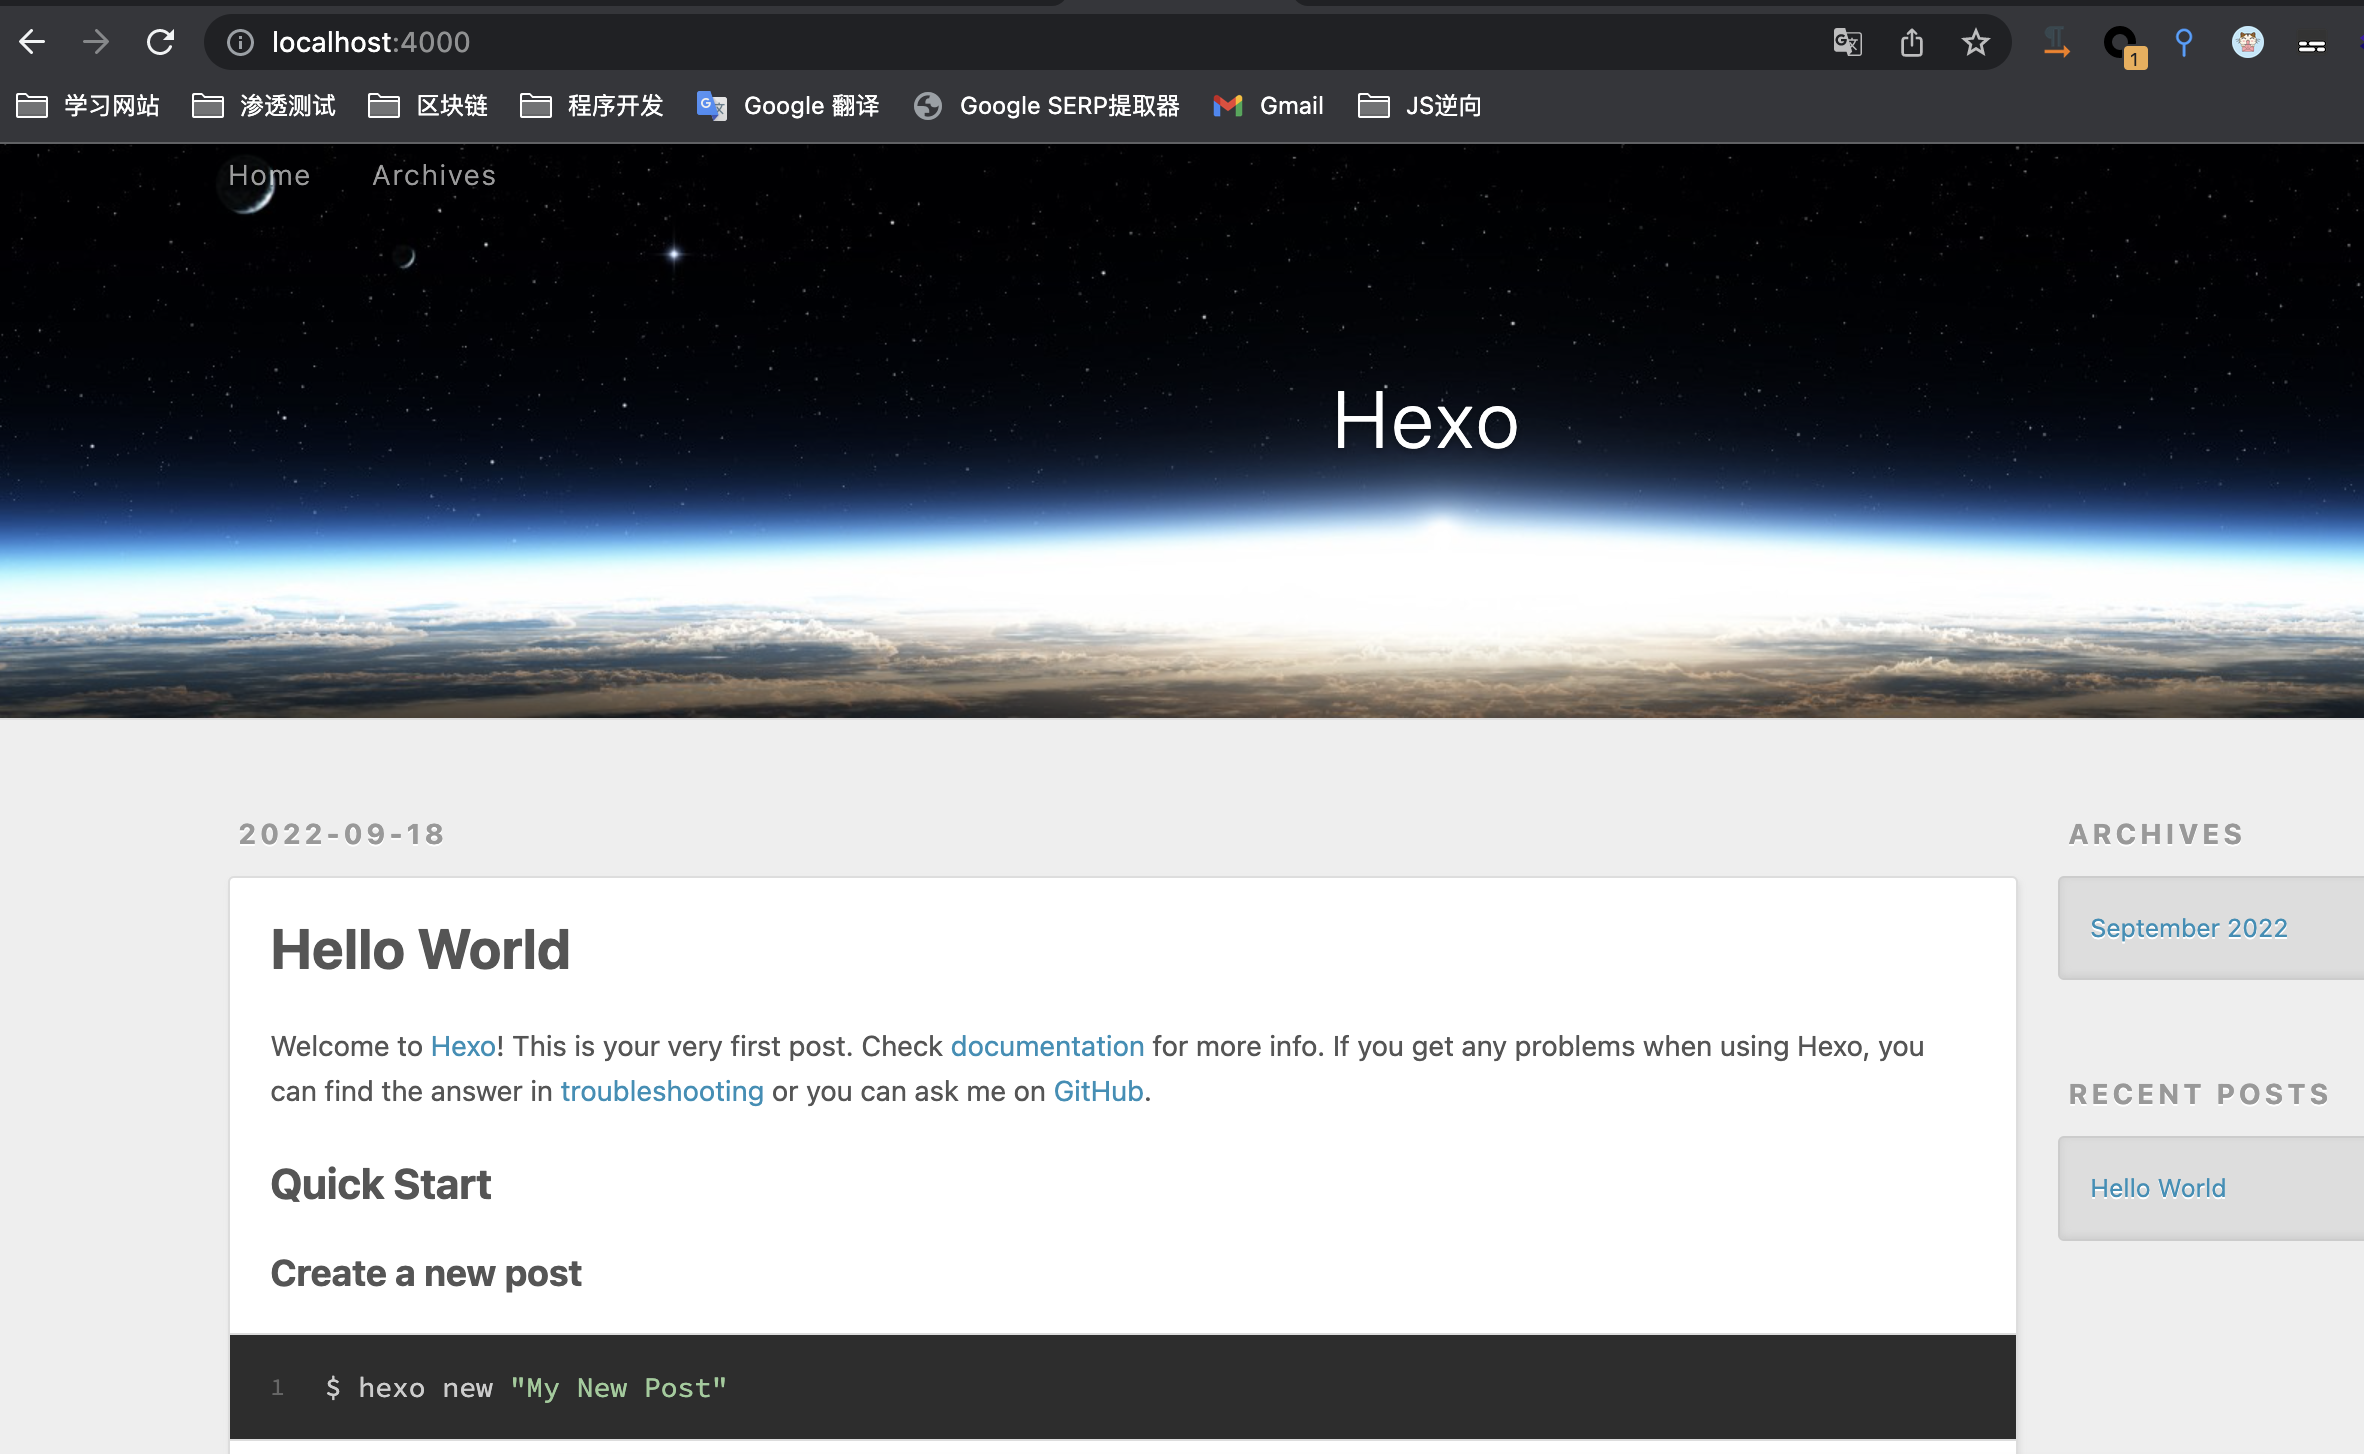 localhost:4000
1
学习网站 渗透测试 区块链 程序开发 Google 翻译 Google SERP提取器 Gmail JS逆向
Home Archives
Hexo
2022-09-18
Hello World
Welcome to Hexo! This is your very first post. Check documentation for more info. If you get any problems when using Hexo, you
can find the answer in troubleshooting or you can ask me on GitHub.
Quick Start
Create a new post
1 $ hexo new "My New Post"
ARCHIVES
September 2022
RECENT POSTS
Hello World